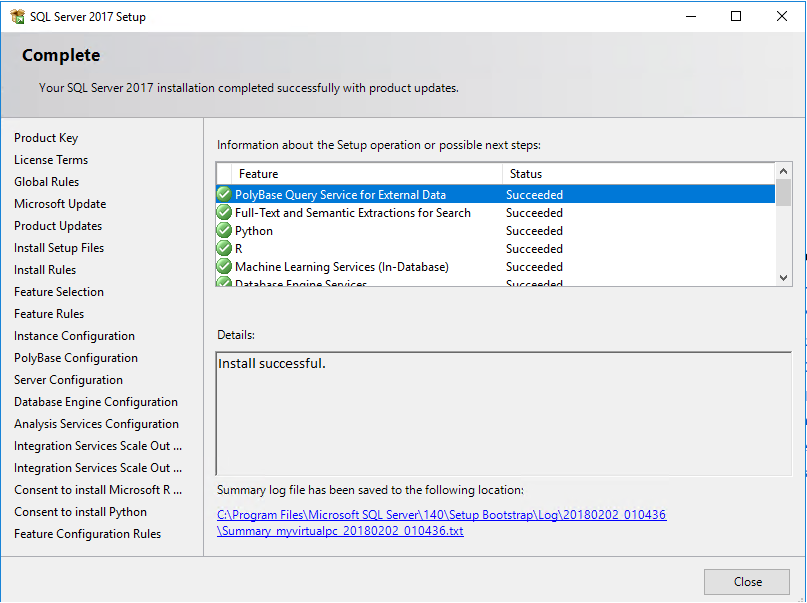 SQL Server 2017 Setup
Complete
Your SQL Server 2017 installation completed successfully with product updates.
Product Key
License Terms
Global Rules
Microsoft Update
Product Updates
Install Setup Files
Install Rules
Feature Selection
Feature Rules
Instance Configuration
PolyBase Configuration
Server Configuration
Database Engine Configuration
Analysis Services Configuration
Integration Services Scale Out ...
Integration Services Scale Out ...
Consent to install Microsoft R ...
Consent to install Python
Feature Configuration Rules
Information about the Setup operation or possible next steps:
Feature Status
PolyBase Query Service for External Data Succeeded
Full-Text and Semantic Extractions for Search Succeeded
Python Succeeded
R Succeeded
Machine Learning Services (In-Database) Succeeded
Database Engine Services Succeeded
Details:
Install successful.
Summary log file has been saved to the following location:
C:\Program Files\Microsoft SQL Server\140\Setup Bootstrap\Log\20180202_010436
\Summary_myvirtualpc_20180202_010436.txt
Close